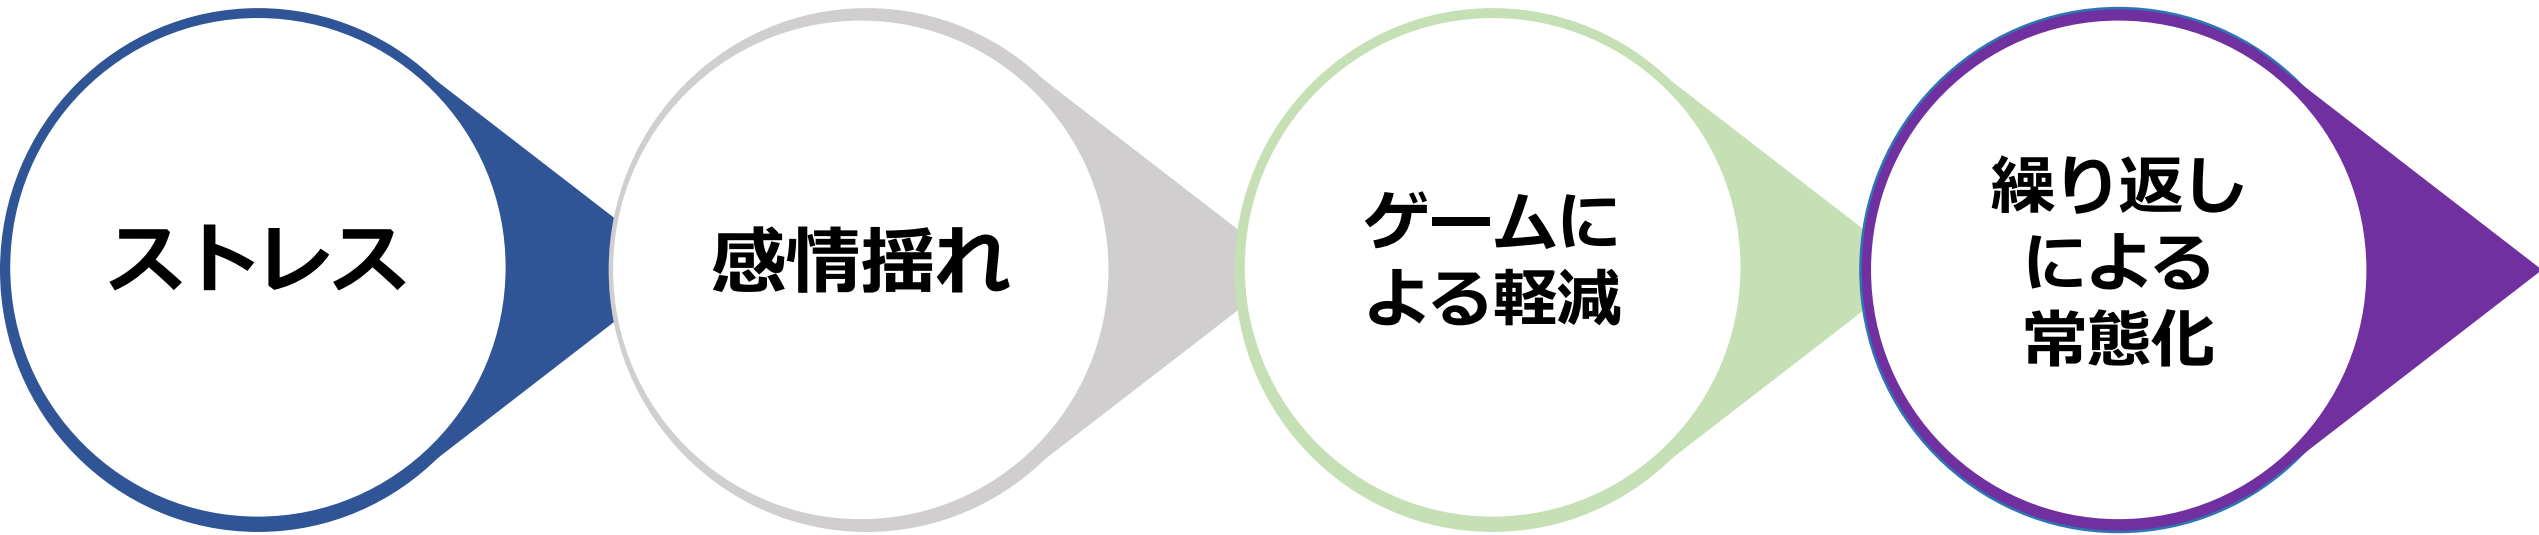 ストレス
感情揺れ
ゲームに
よる軽減
繰り返し
による
常態化